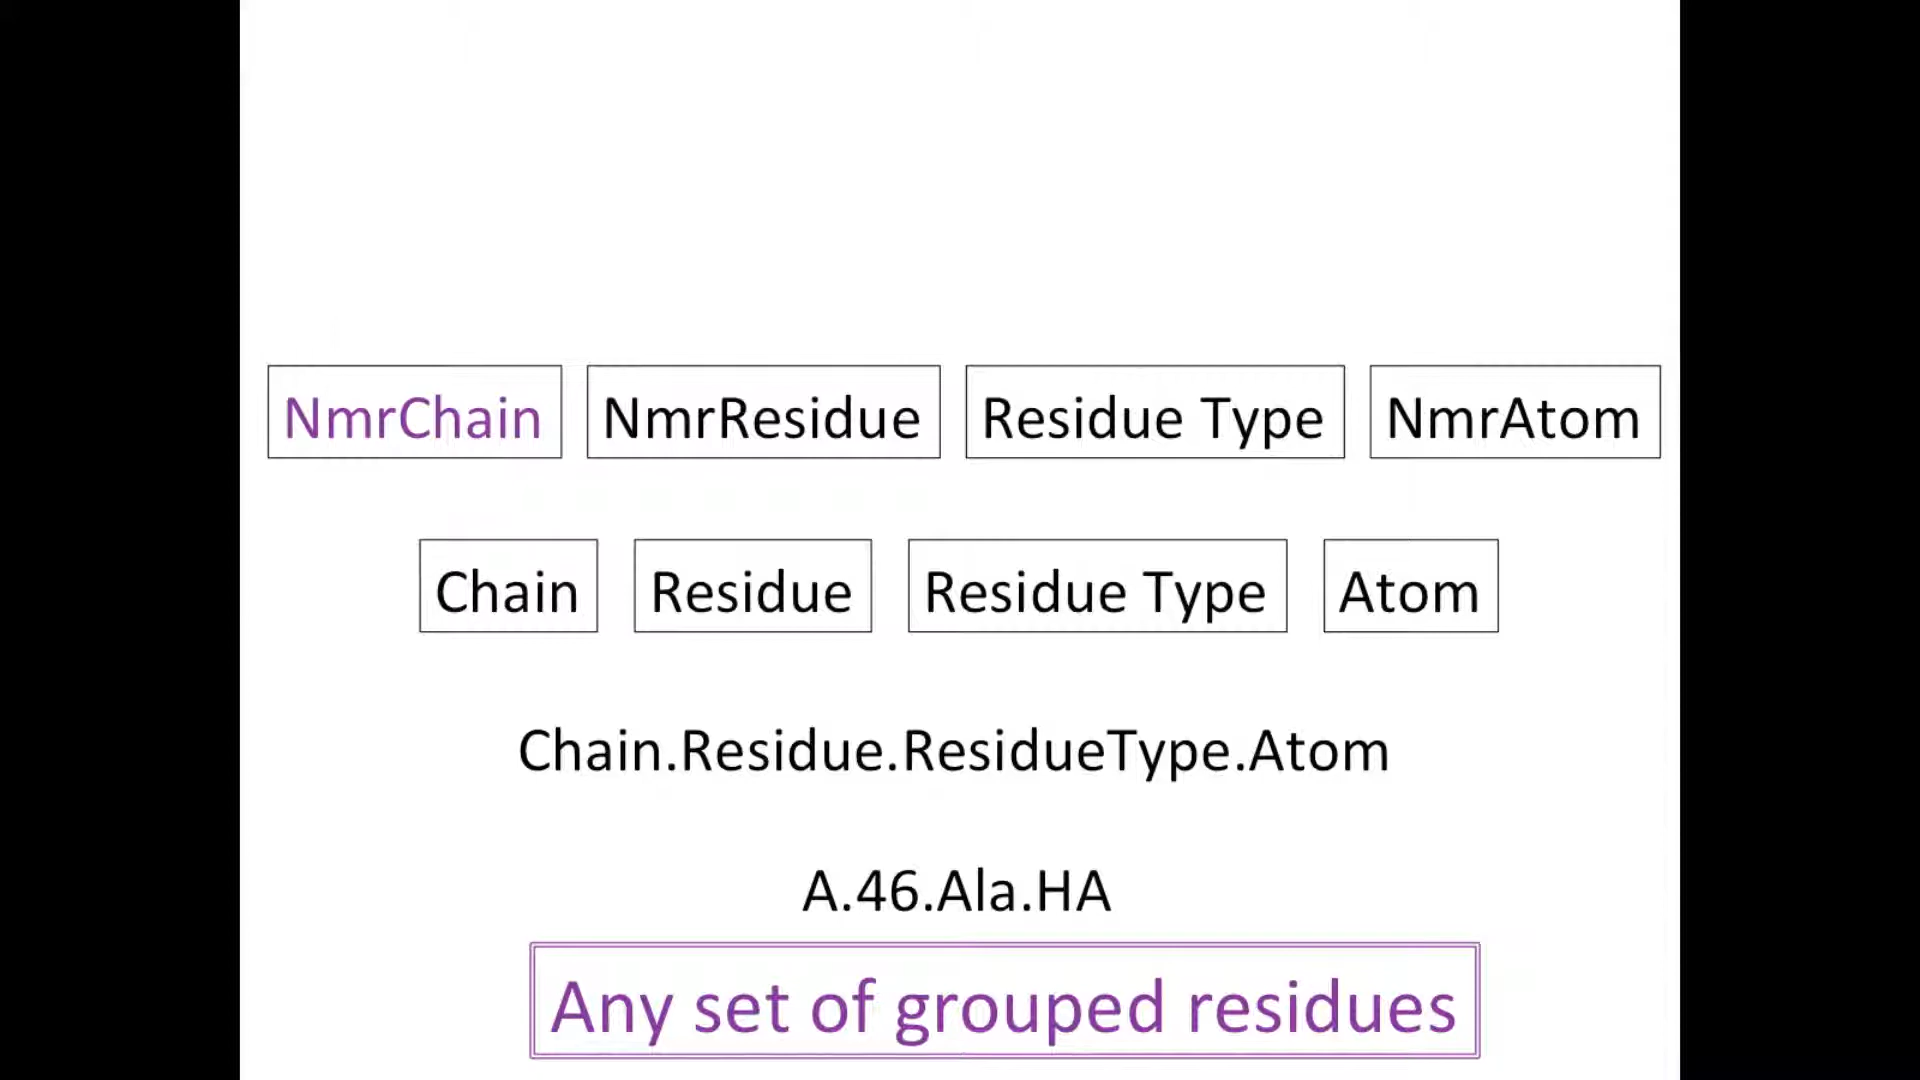 NmrChain NmrResidue Residue Type NmrAtom
Chain Residue Residue Type Atom
Chain.Residue.ResidueType.Atom
A.46.Ala.HA
Any set of grouped residues